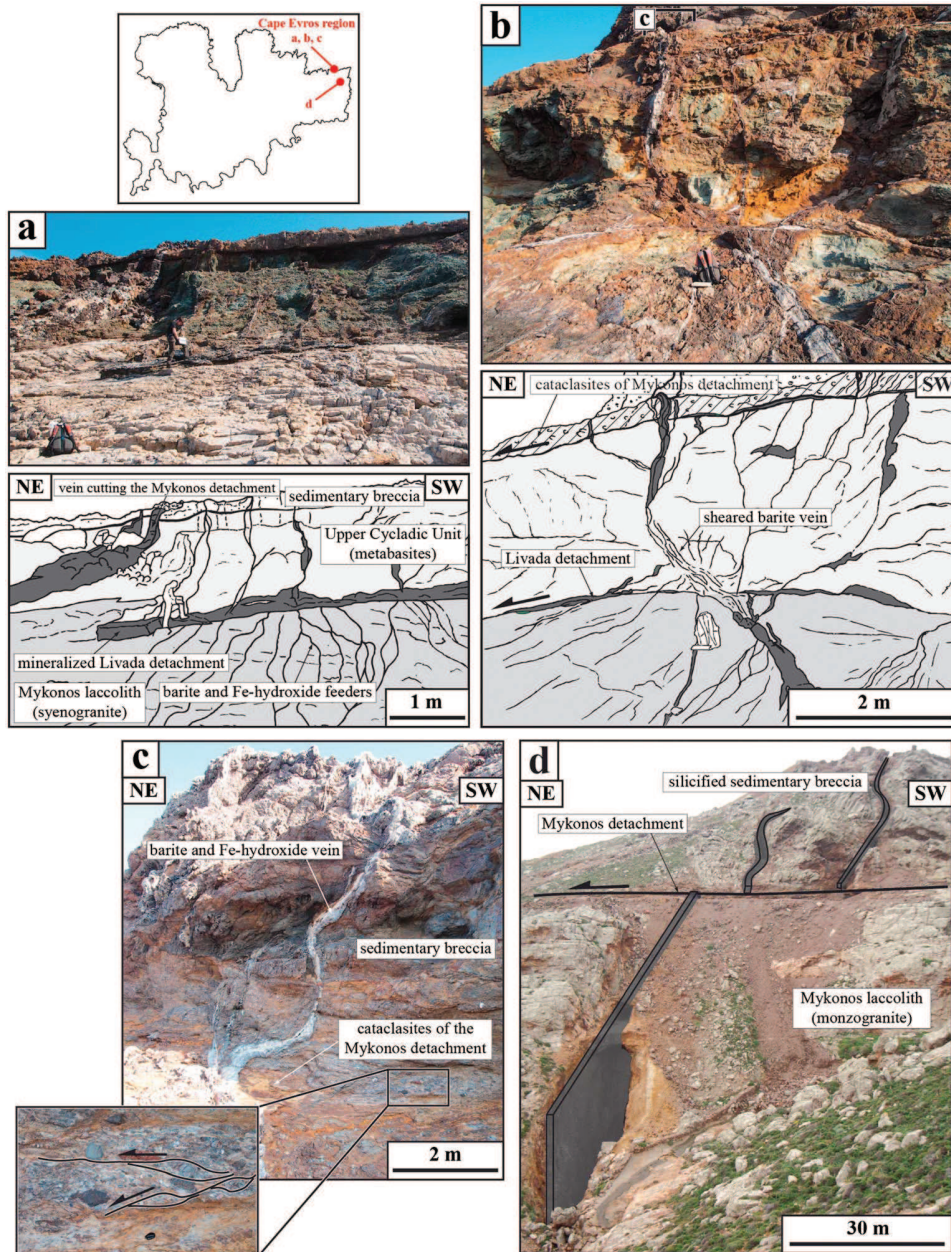 Cape Evros region
a, b, c
d
a
NE
vein cutting the Mykonos detachment
sedimentary breccia
SW
Upper Cycladic Unit
(metabasites)
mineralized Livada detachment
Mykonos laccolith
(syenogranite)
barite and Fe-hydroxide feeders
1 m
b
c
NE
cataclasites of Mykonos detachment
SW
sheared barite vein
Livada detachment
2 m
c
NE
SW
barite and Fe-hydroxide vein
sedimentary breccia
cataclasites of the
Mykonos detachment
2 m
d
NE
silicified sedimentary breccia
SW
Mykonos detachment
Mykonos laccolith
(monzogranite)
30 m